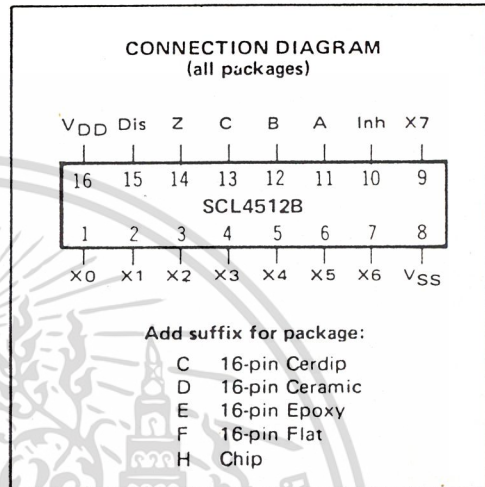 CONNECTION DIAGRAM
(all packages)
VDD Dis Z C B A Inh X7
16 15 14 13 12 11 10 9
SCL4512B
1 2 3 4 5 6 7 8
X0 X1 X2 X3 X4 X5 X6 VSS
Add suffix for package:
C 16-pin Cerdip
D 16-pin Ceramic
E 16-pin Epoxy
F 16-pin Flat
H Chip